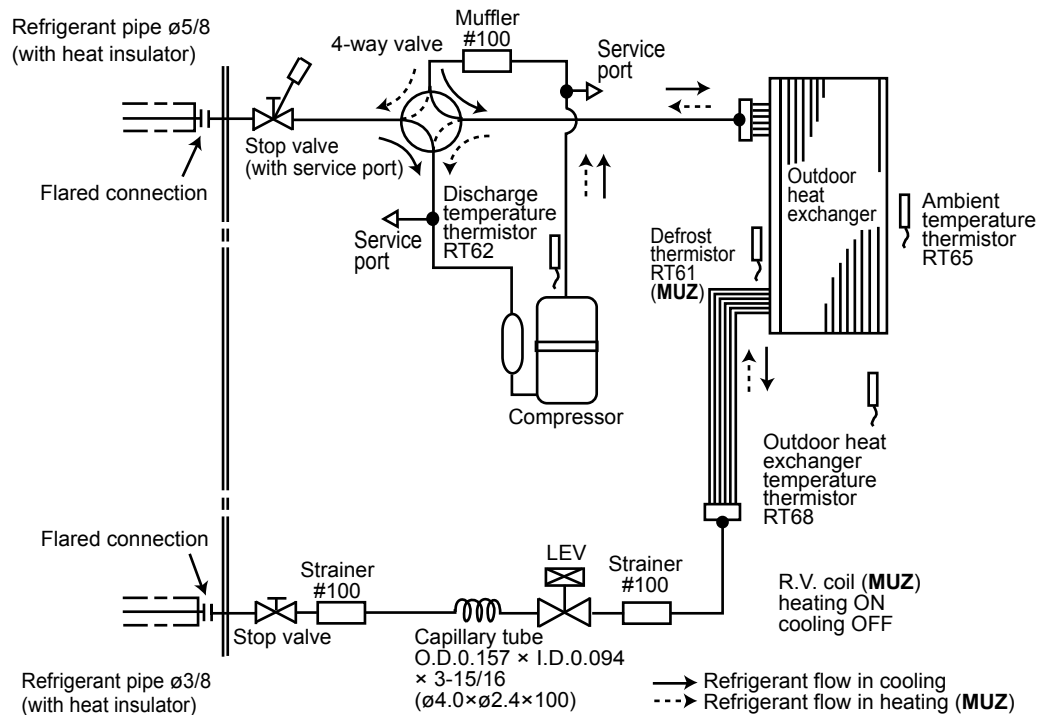 Refrigerant pipe ø5/8
(with heat insulator)
Muffler
#100
4-way valve
Service
port
Stop valve
(with service port)
Flared connection
Discharge
temperature
thermistor
RT62
Service
port
Outdoor
heat
exchanger
Ambient
temperature
thermistor
RT65
Defrost
thermistor
RT61
(MUZ)
Compressor
Outdoor heat
exchanger
temperature
thermistor
RT68
Flared connection
Strainer
#100
LEV
Strainer
#100
R.V. coil (MUZ)
heating ON
cooling OFF
Stop valve
Capillary tube
O.D.0.157 × I.D.0.094
× 3-15/16
(ø4.0×ø2.4×100)
Refrigerant pipe ø3/8
(with heat insulator)
Refrigerant flow in cooling
Refrigerant flow in heating (MUZ)